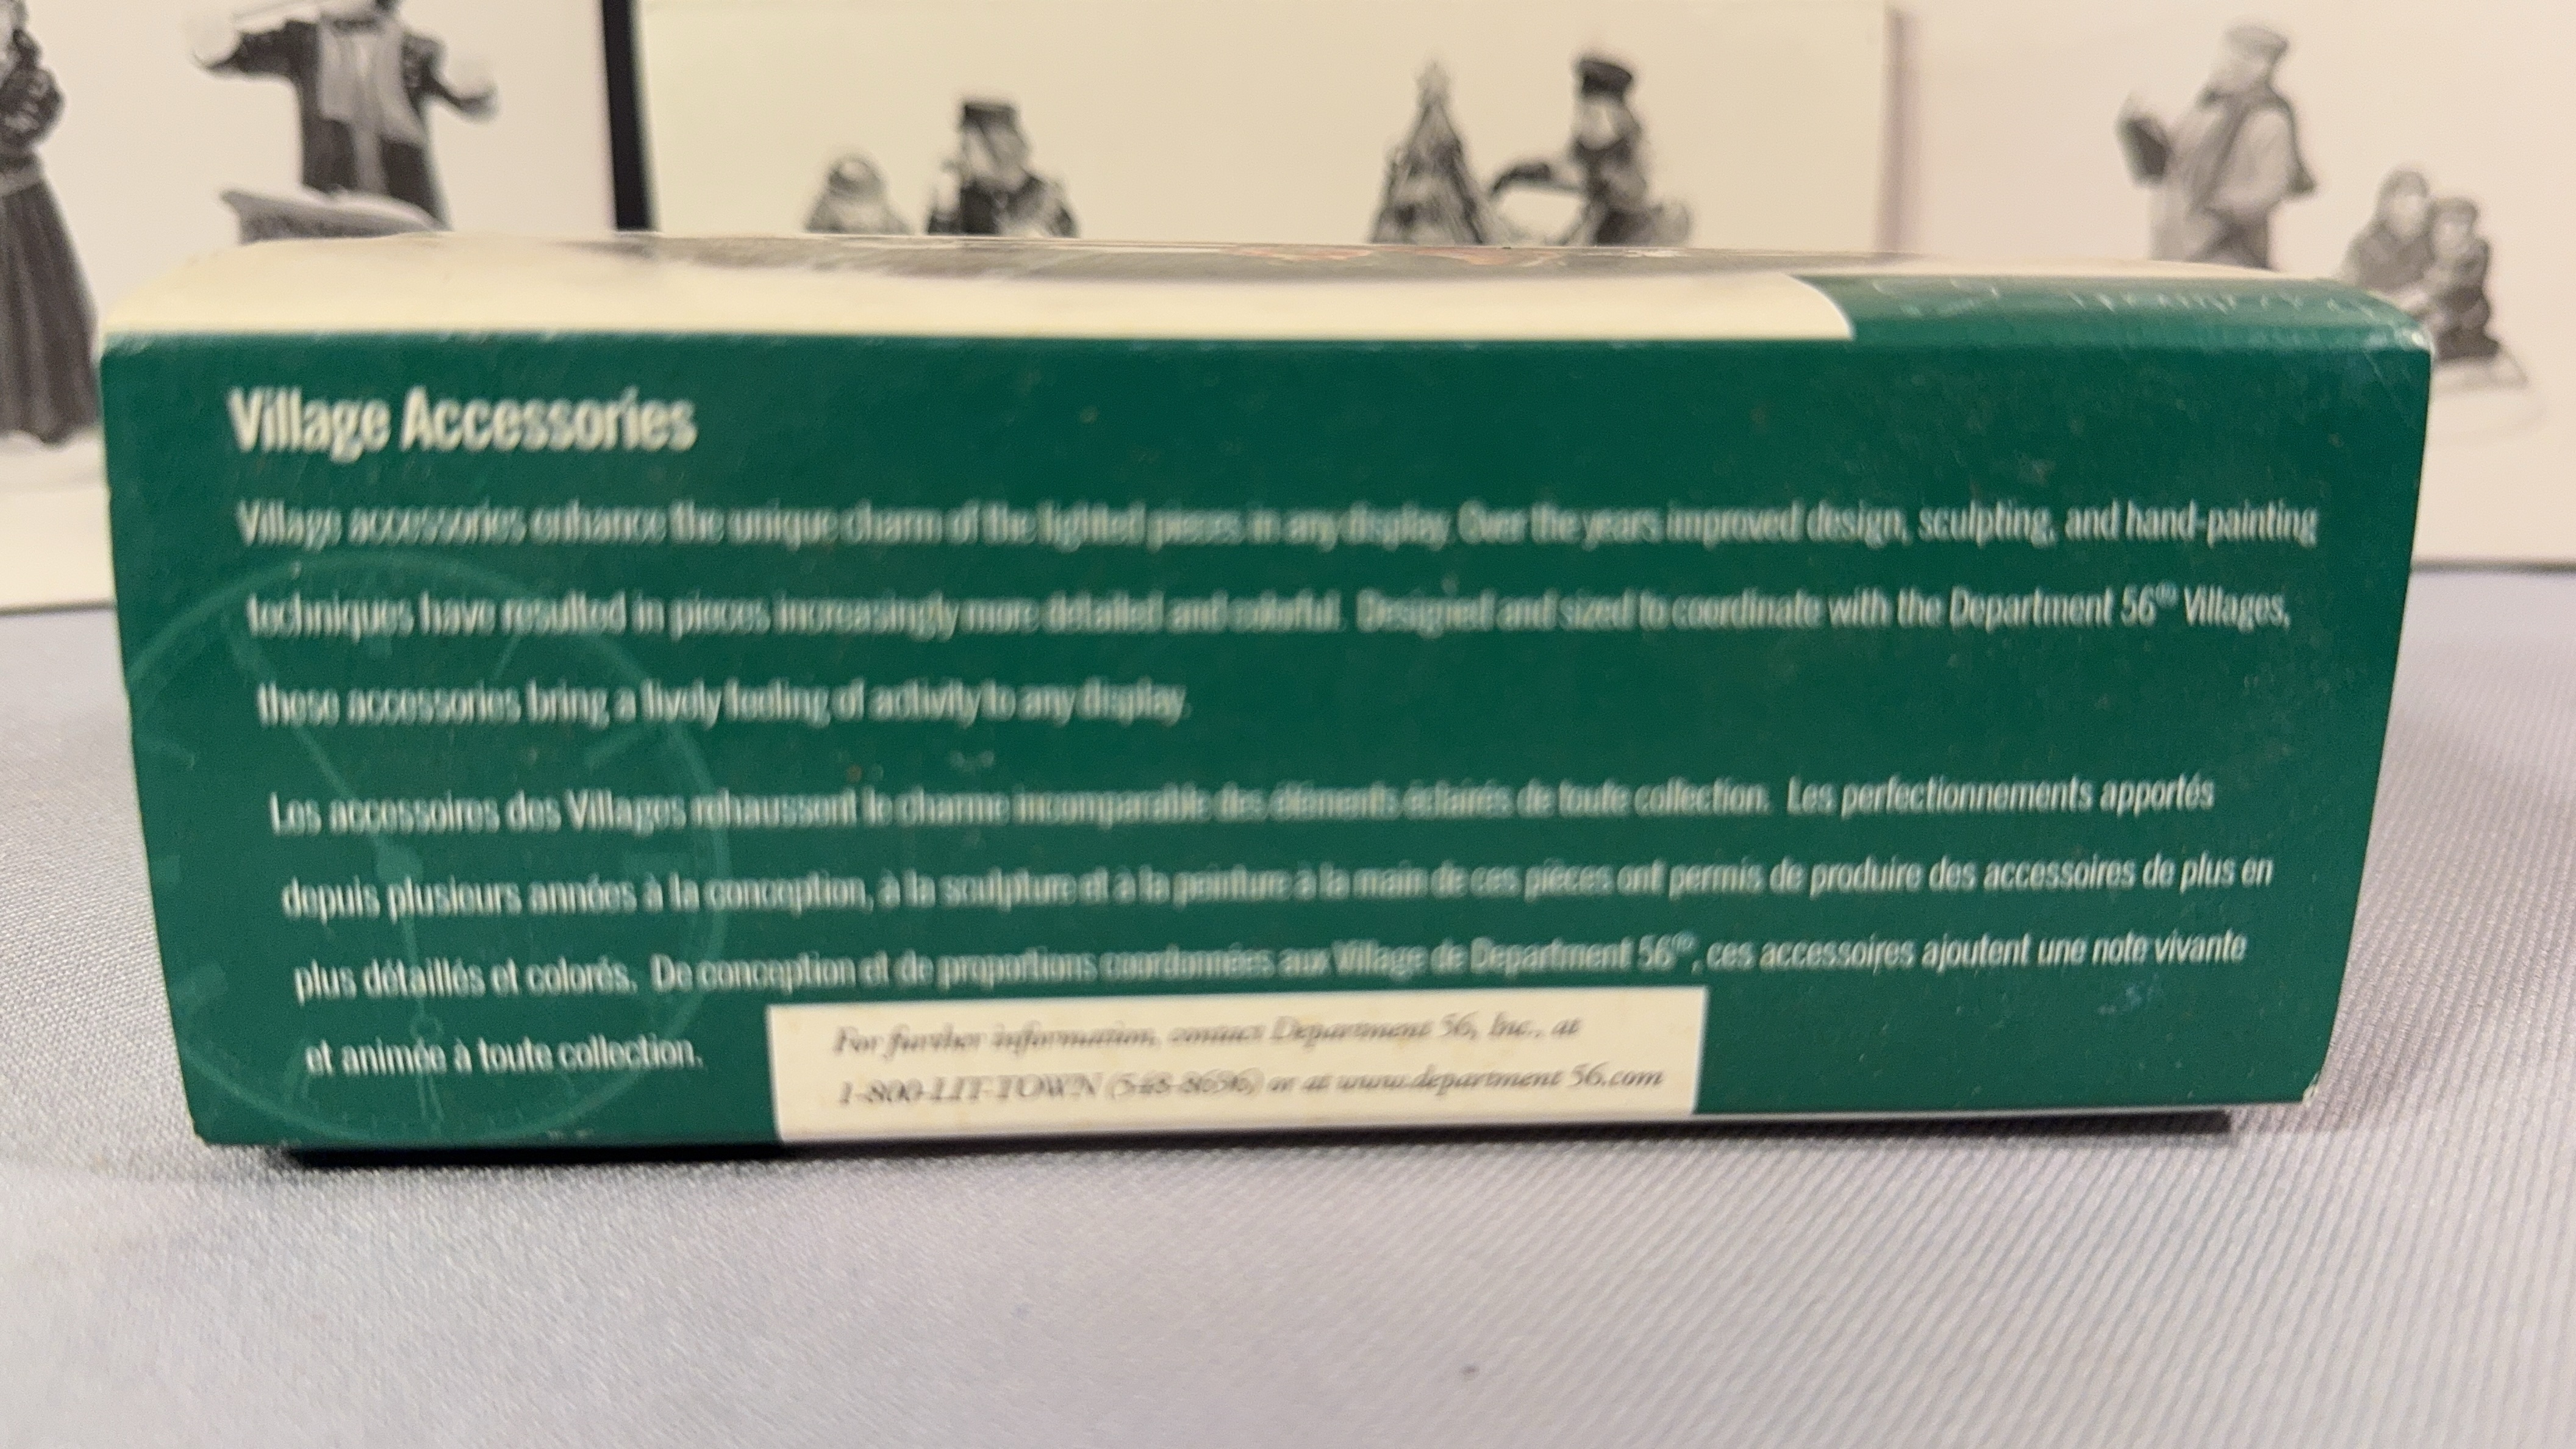 Village Accessories
Village accessories enhance the unique charm of the lighted pieces in any display. Over the years improved design, sculpting, and hand-painting
techniques have resulted in pieces increasingly more detailed and colorful. Designed and sized to coordinate with the Department 56® Villages,
these accessories bring a lively feeling of activity to any display.
Les accessoires des Villages rehaussent le charme incomparable des éléments éclairés de toute collection. Les perfectionnements apportés
depuis plusieurs années à la conception, à la sculpture et à la peinture à la main de ces pièces ont permis de produire des accessoires de plus en
plus détaillés et colorés. De conception et de proportions coordonnées aux Village de Department 56®, ces accessoires ajoutent une note vivante
et animée à toute collection.
For further information, contact Department 56, Inc., at
1-800-LIT-TOWN (548-8696) or at www.department 56.com